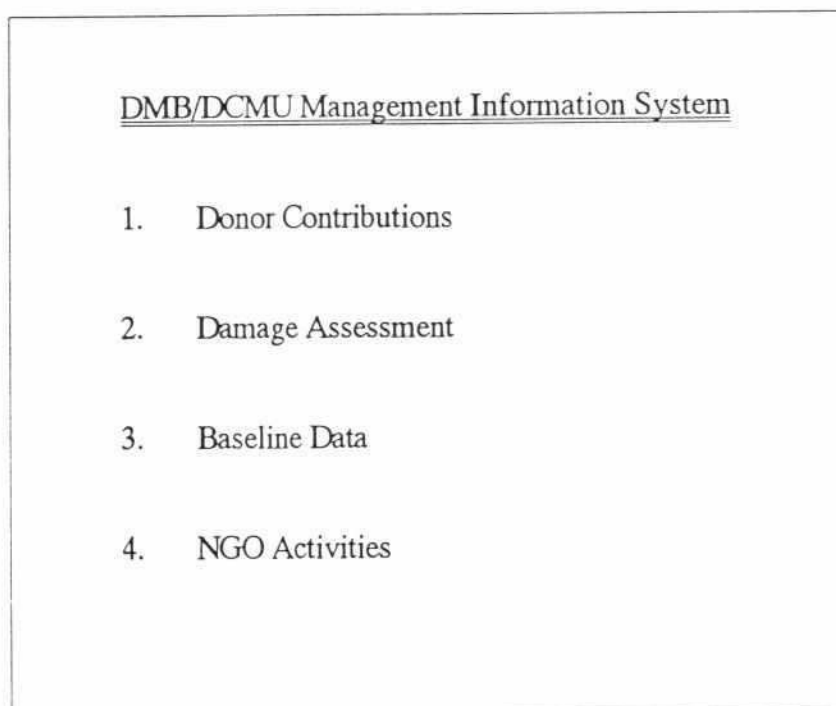 DMB/DCMU Management Information System
1. Donor Contributions
2. Damage Assessment
3. Baseline Data
4. NGO Activities